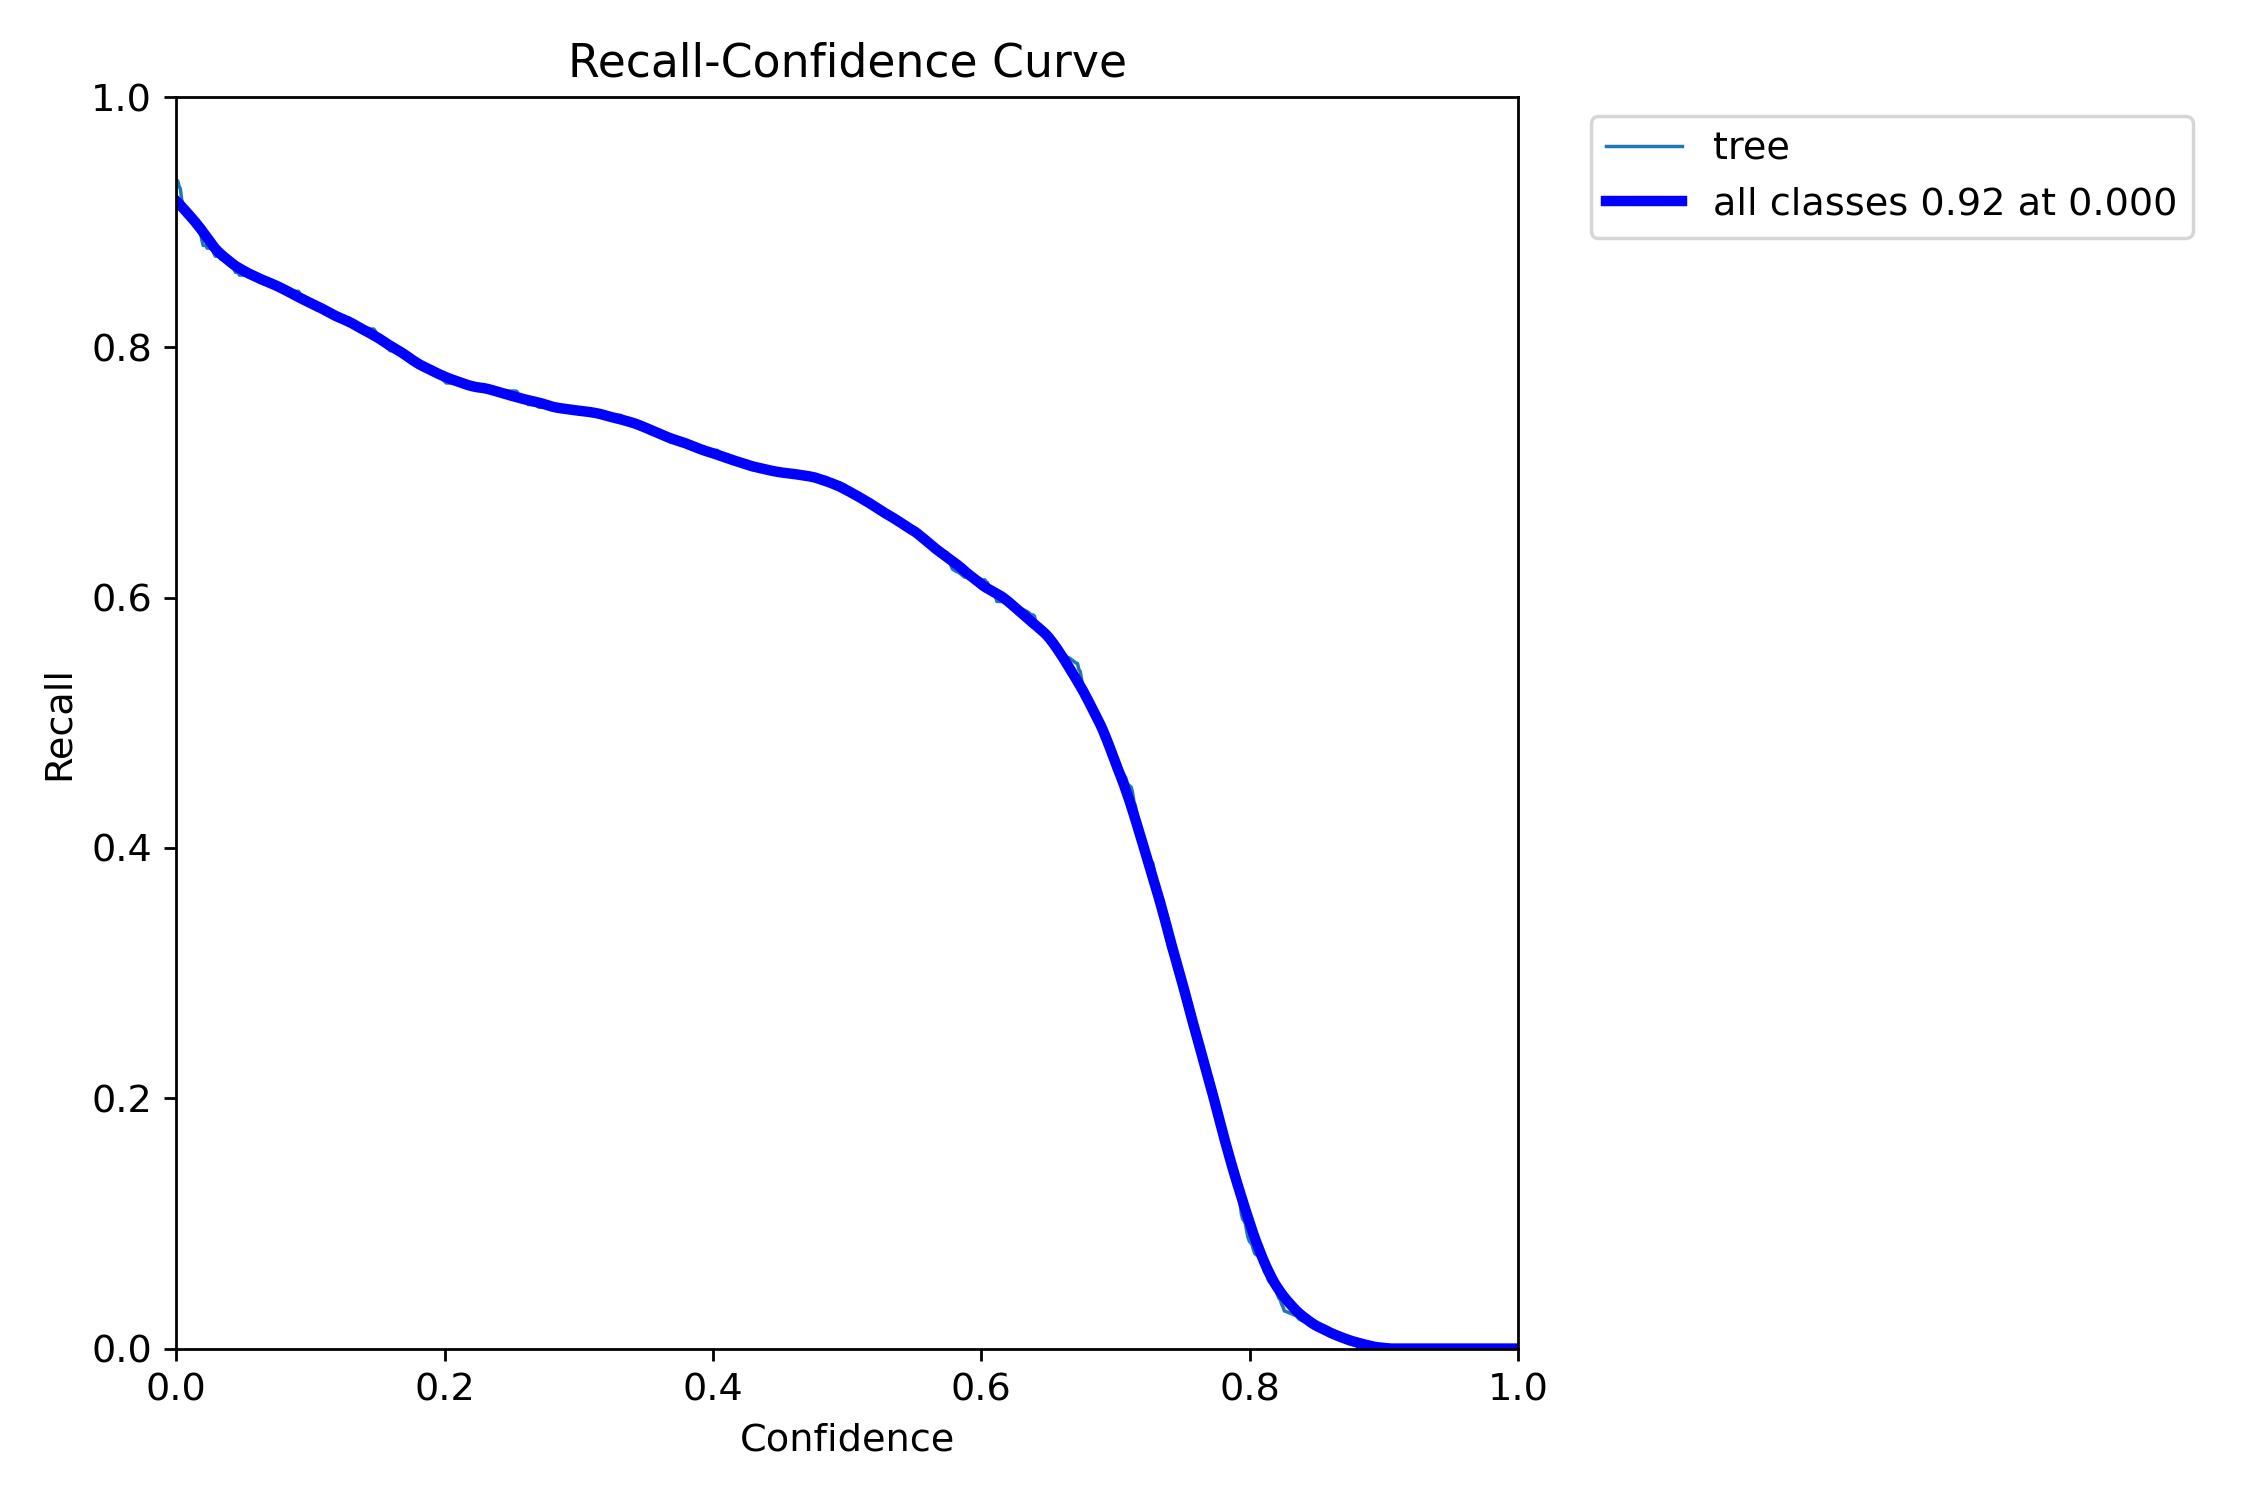 Recall-Confidence Curve
1.0
0.8
0.6
0.4
0.2
0.0
Recall
0.0 0.2 0.4 0.6 0.8 1.0
Confidence
tree
all classes 0.92 at 0.000